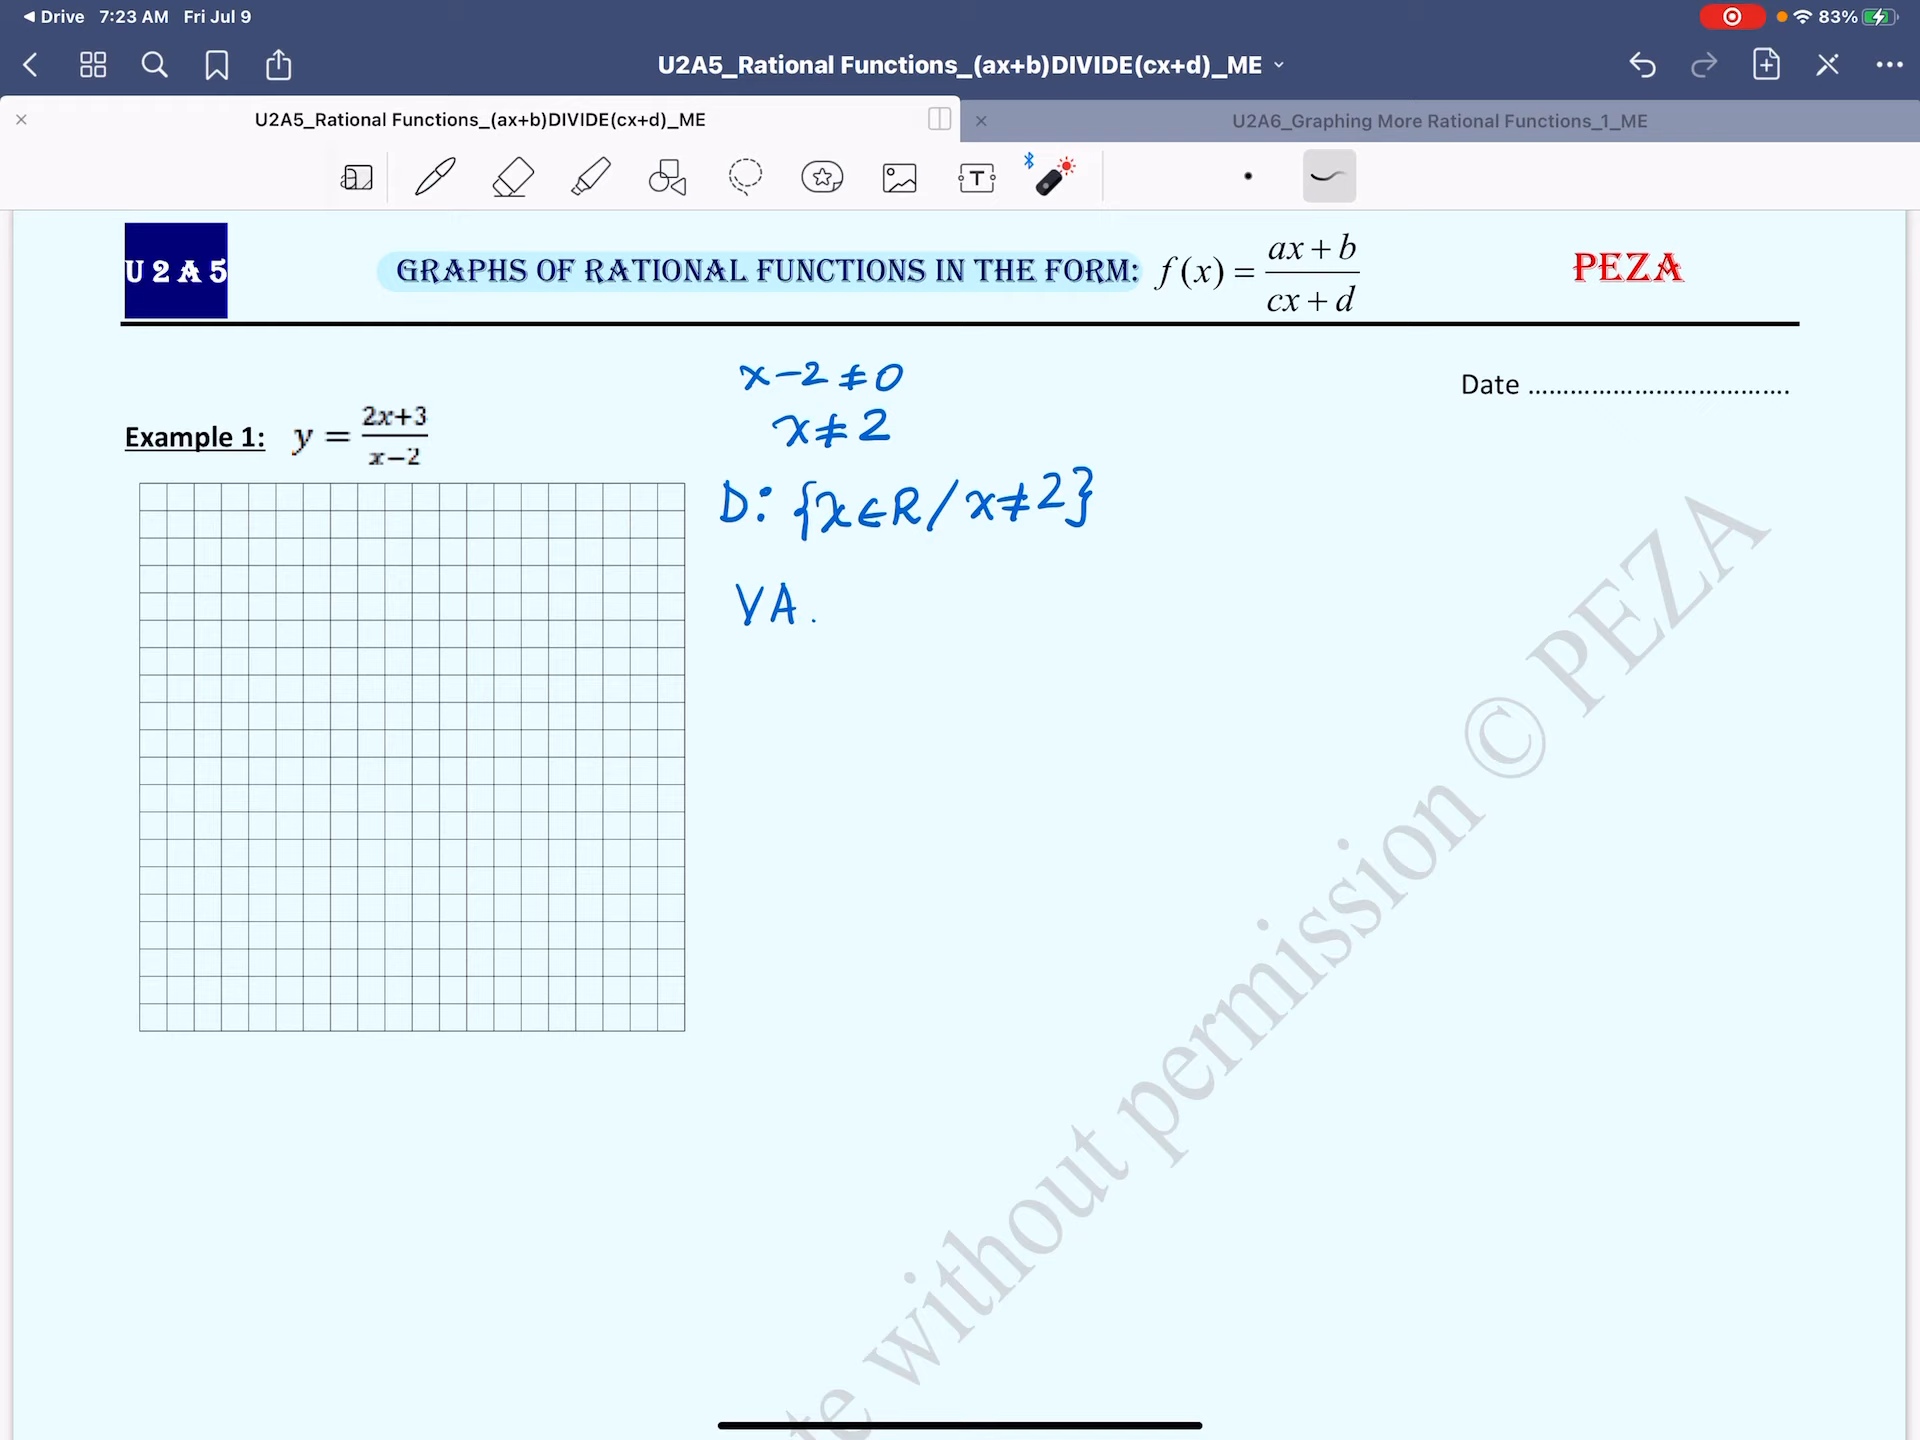 Drive 7:23 AM Fri Jul 9
83%
U2A5_Rational Functions_(ax+b)DIVIDE(cx+d)_ME
U2A5_Rational Functions_(ax+b)DIVIDE(cx+d)_ME
U2A6_Graphing More Rational Functions_1_ME
U 2 A 5
GRAPHS OF RATIONAL FUNCTIONS IN THE FORM: f(x) = (ax + b)/(cx + d)
PEZA
x-2≠0
Date ................................
x≠2
Example 1: y = (2x+3)/(x-2)
D: {x∈R/x≠2}
VA.
without permission © PEZA